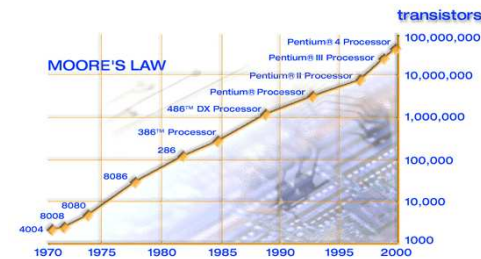 transistors
100,000,000
Pentium® 4 Processor
Pentium® III Processor
MOORE'S LAW
10,000,000
Pentium® II Processor
Pentium® Processor
486™ DX Processor
1,000,000
386™ Processor
286
100,000
8086
8080
10,000
8008
4004
1000
1970 1975 1980 1985 1990 1995 2000